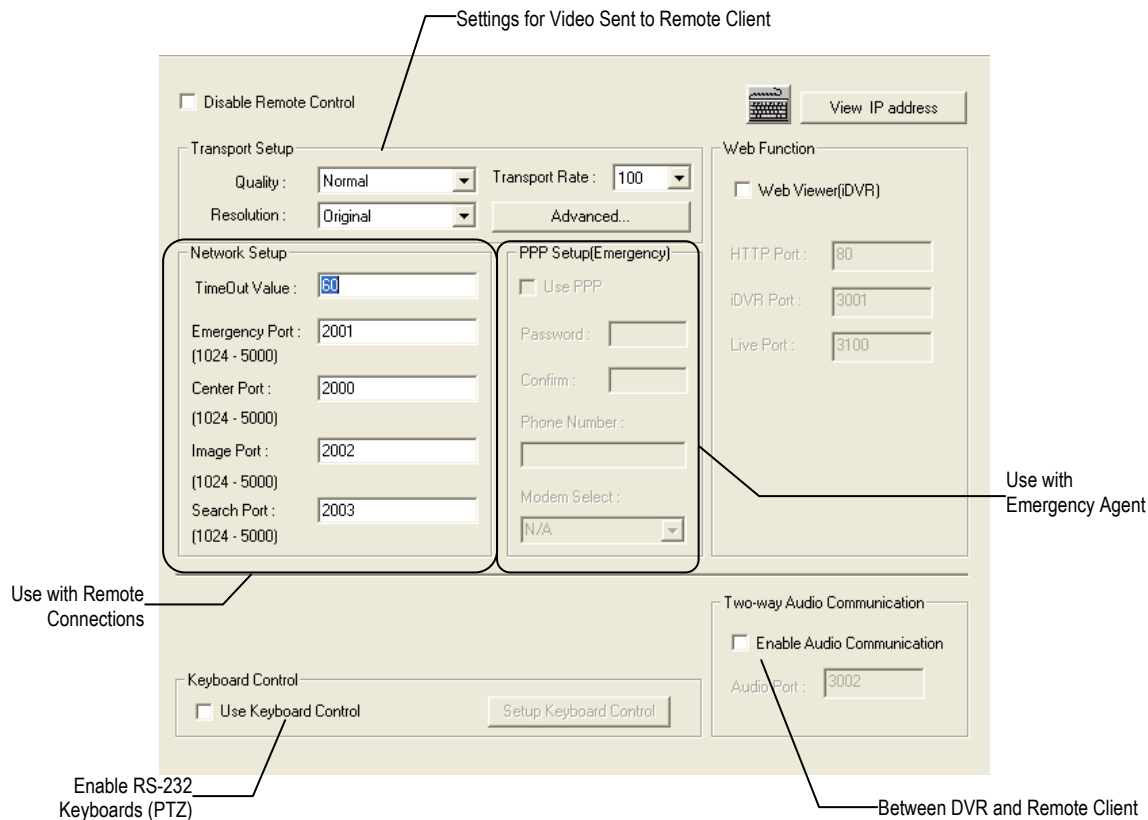 Settings for Video Sent to Remote Client
Disable Remote Control
View IP address
Transport Setup
Quality :
Normal
Transport Rate :
100
Resolution :
Original
Advanced...
Web Function
Web Viewer(iDVR)
HTTP Port :
80
iDVR Port :
3001
Live Port :
3100
Network Setup
TimeOut Value :
60
Emergency Port :
2001
(1024 - 5000)
Center Port :
2000
(1024 - 5000)
Image Port :
2002
(1024 - 5000)
Search Port :
2003
(1024 - 5000)
PPP Setup(Emergency)
Use PPP
Password :
Confirm :
Phone Number :
Modem Select :
N/A
Use with
Emergency Agent
Use with Remote
Connections
Two-way Audio Communication
Enable Audio Communication
Audio Port :
3002
Keyboard Control
Use Keyboard Control
Setup Keyboard Control
Enable RS-232
Keyboards (PTZ)
Between DVR and Remote Client